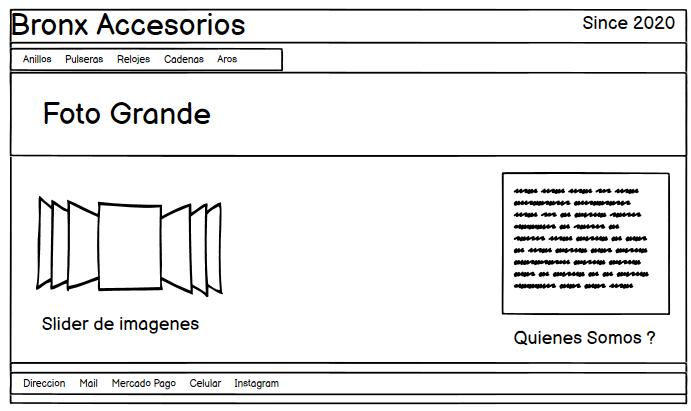 Bronx Accesorios
Since 2020
Anillos Pulseras Relojes Cadenas Aros
Foto Grande
Slider de imagenes
Quienes Somos ?
Direccion Mail Mercado Pago Celular Instagram